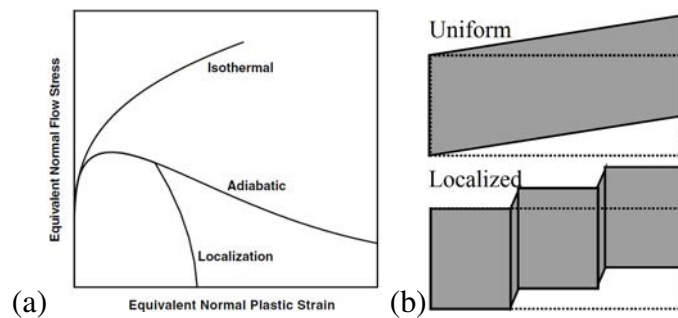 Equivalent Normal Flow Stress
Isothermal
Adiabatic
Localization
(a)
Equivalent Normal Plastic Strain
Uniform
Localized
(b)